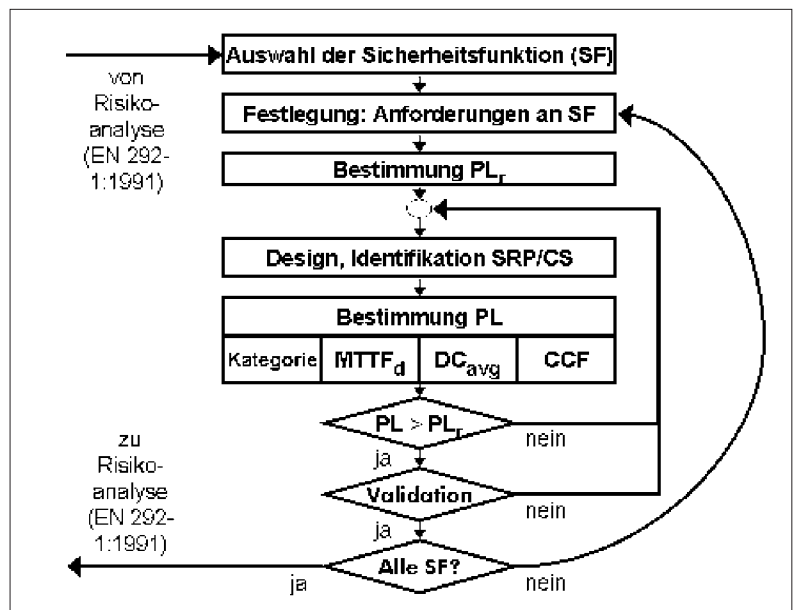 Auswahl der Sicherheitsfunktion (SF)
von
Risiko-
analyse
(EN 292-
1:1991)
Festlegung: Anforderungen an SF
Bestimmung PLr
Design, Identifikation SRP/CS
Bestimmung PL
Kategorie MTTFd DCavg CCF
PL > PLr
nein
ja
Validation
nein
ja
Alle SF?
nein
ja
zu
Risiko-
analyse
(EN 292-
1:1991)